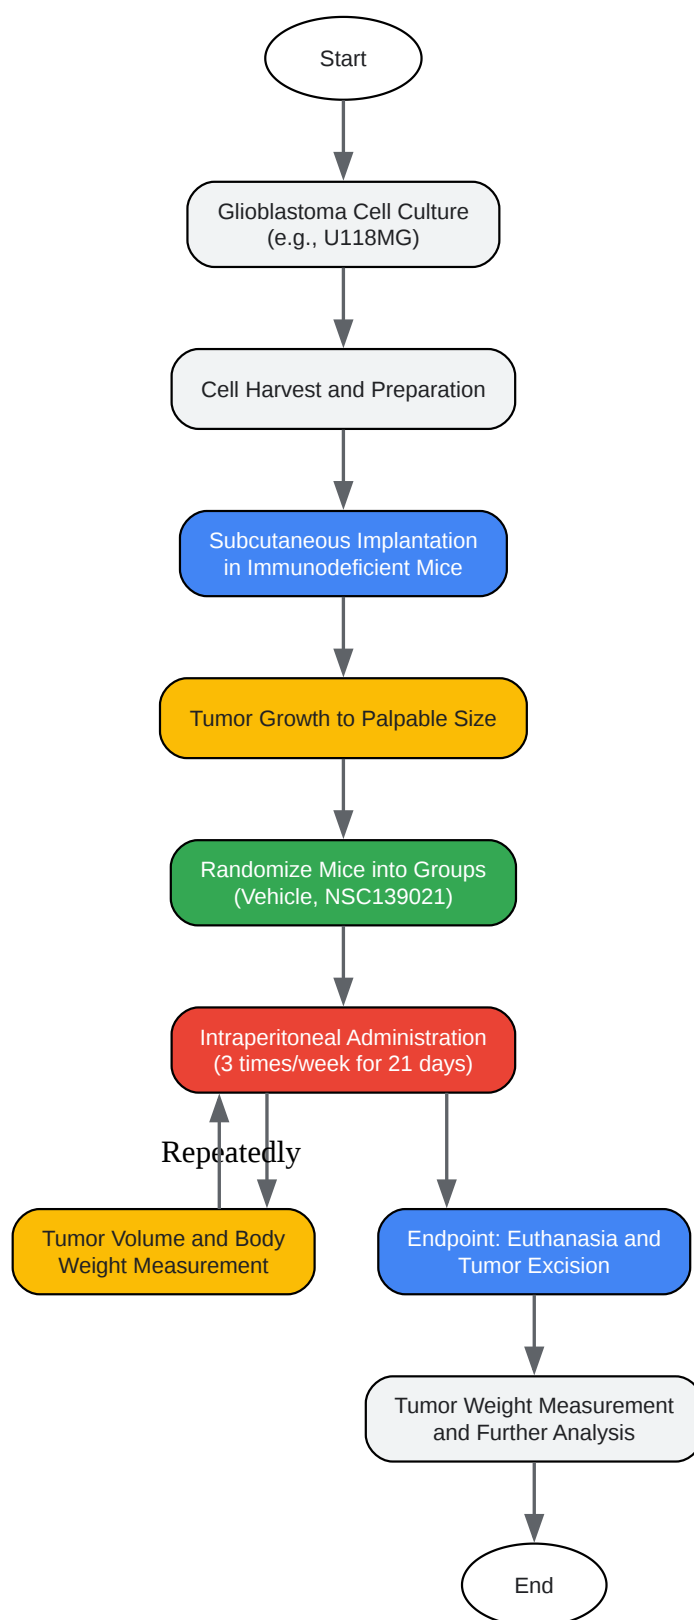 Start
Glioblastoma Cell Culture
(e.g., U118MG)
Cell Harvest and Preparation
Subcutaneous Implantation
in Immunodeficient Mice
Tumor Growth to Palpable Size
Randomize Mice into Groups
(Vehicle, NSC139021)
Intraperitoneal Administration
(3 times/week for 21 days)
Repeatedly
Tumor Volume and Body
Weight Measurement
Endpoint: Euthanasia and
Tumor Excision
Tumor Weight Measurement
and Further Analysis
End